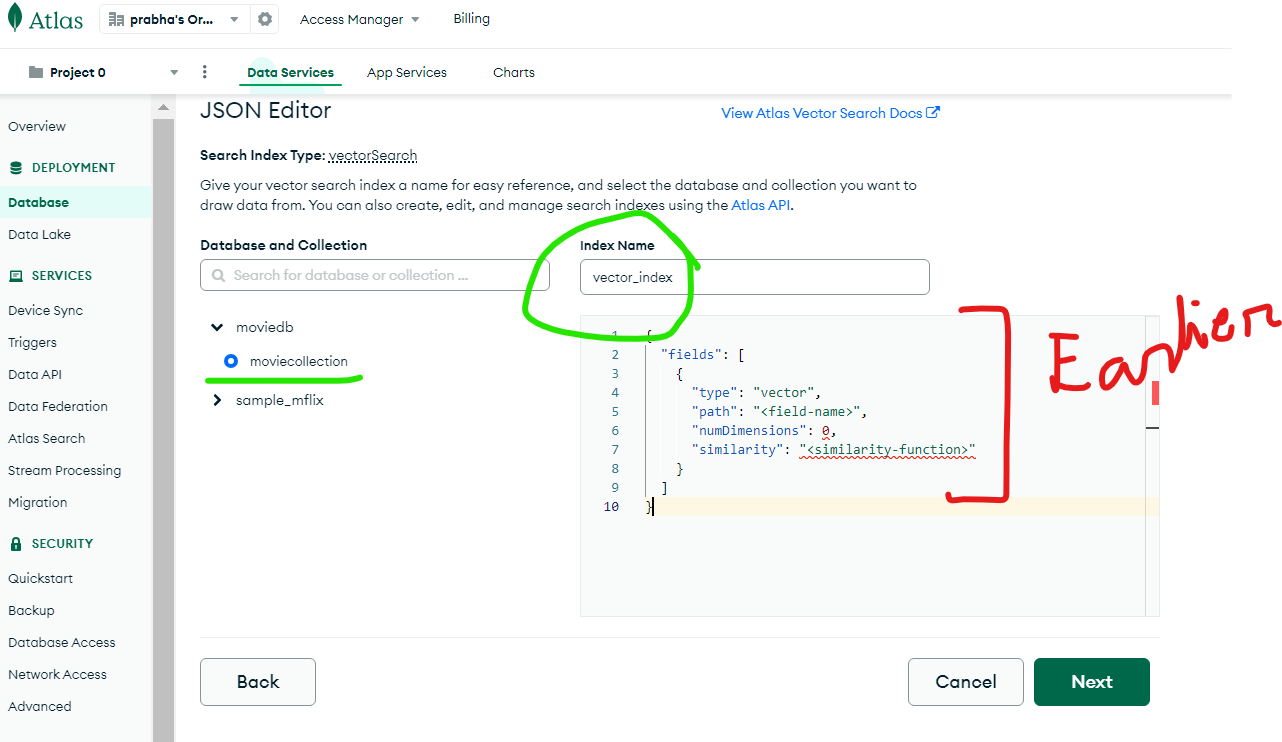 Atlas
prabha's Or...
Access Manager
Billing
Project 0
Data Services
App Services
Charts
Overview
DEPLOYMENT
Database
Data Lake
SERVICES
Device Sync
Triggers
Data API
Data Federation
Atlas Search
Stream Processing
Migration
SECURITY
Quickstart
Backup
Database Access
Network Access
Advanced
JSON Editor
View Atlas Vector Search Docs
Search Index Type: vectorSearch
Give your vector search index a name for easy reference, and select the database and collection you want to
draw data from. You can also create, edit, and manage search indexes using the Atlas API.
Database and Collection
Search for database or collection ...
moviedb
moviecollection
sample_mflix
Index Name
vector_index
1 {
2 "fields": [
3 {
4 "type": "vector",
5 "path": "<field-name>",
6 "numDimensions": 0,
7 "similarity": "<similarity-function>"
8 }
9 ]
10 }
Earlier
Back
Cancel
Next